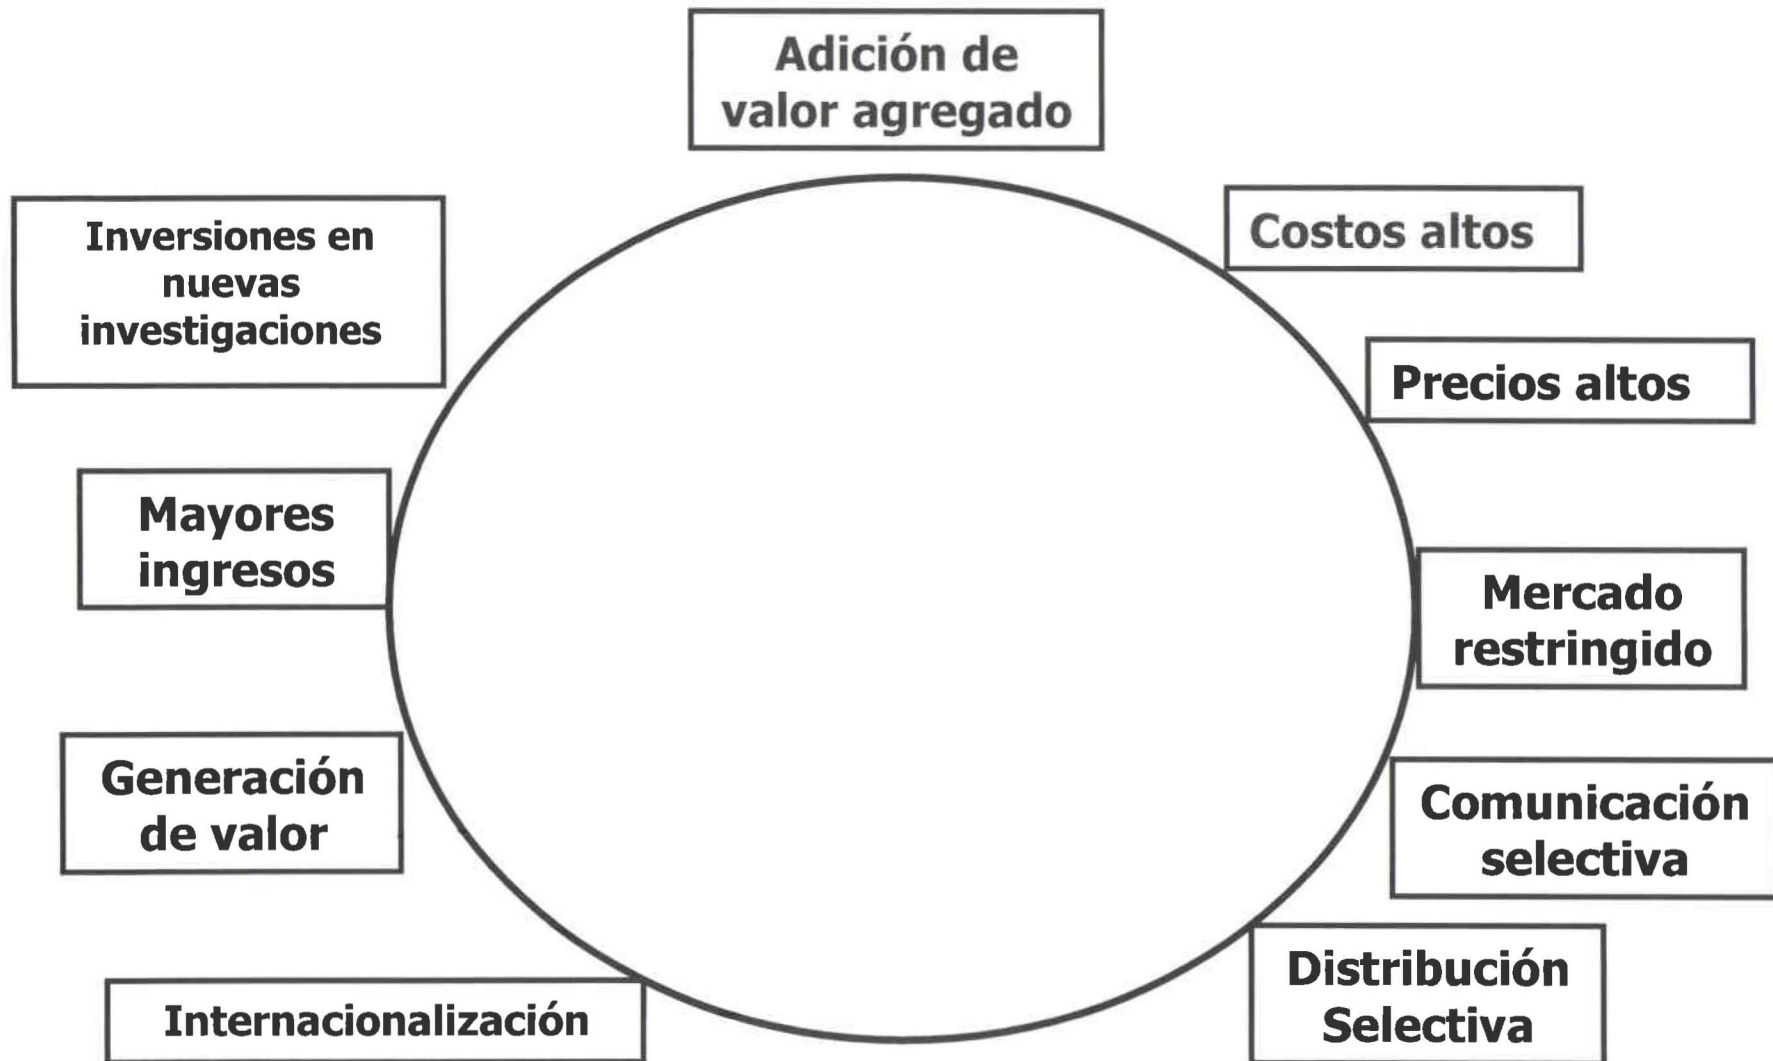 Adición de
valor agregado
Costos altos
Precios altos
Mercado
restringido
Comunicación
selectiva
Distribución
Selectiva
Internacionalización
Generación
de valor
Mayores
ingresos
Inversiones en
nuevas
investigaciones